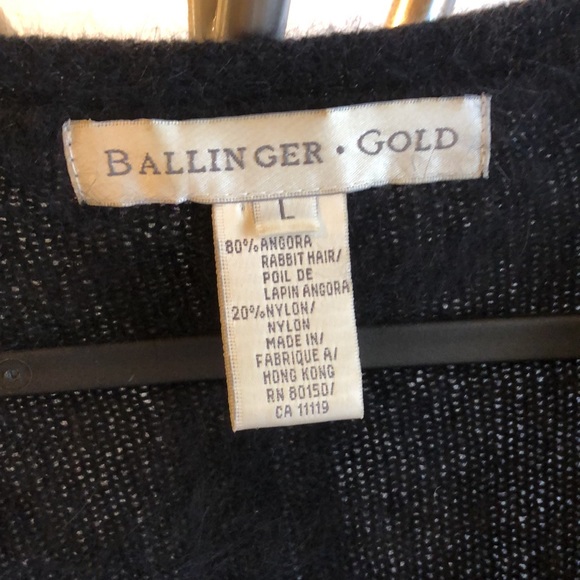 BALLINGER · GOLD
L
80% ANGORA
RABBIT HAIR/
POIL DE
LAPIN ANGORA
20% NYLON/
NYLON
MADE IN/
FABRIQUE A/
HONG KONG
RN 80150/
CA 11119